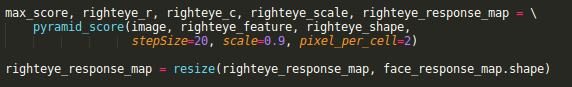 max_score, righteye_r, righteye_c, righteye_scale, righteye_response_map = \
pyramid_score(image, righteye_feature, righteye_shape,
stepSize=20, scale=0.9, pixel_per_cell=2)
righteye_response_map = resize(righteye_response_map, face_response_map.shape)